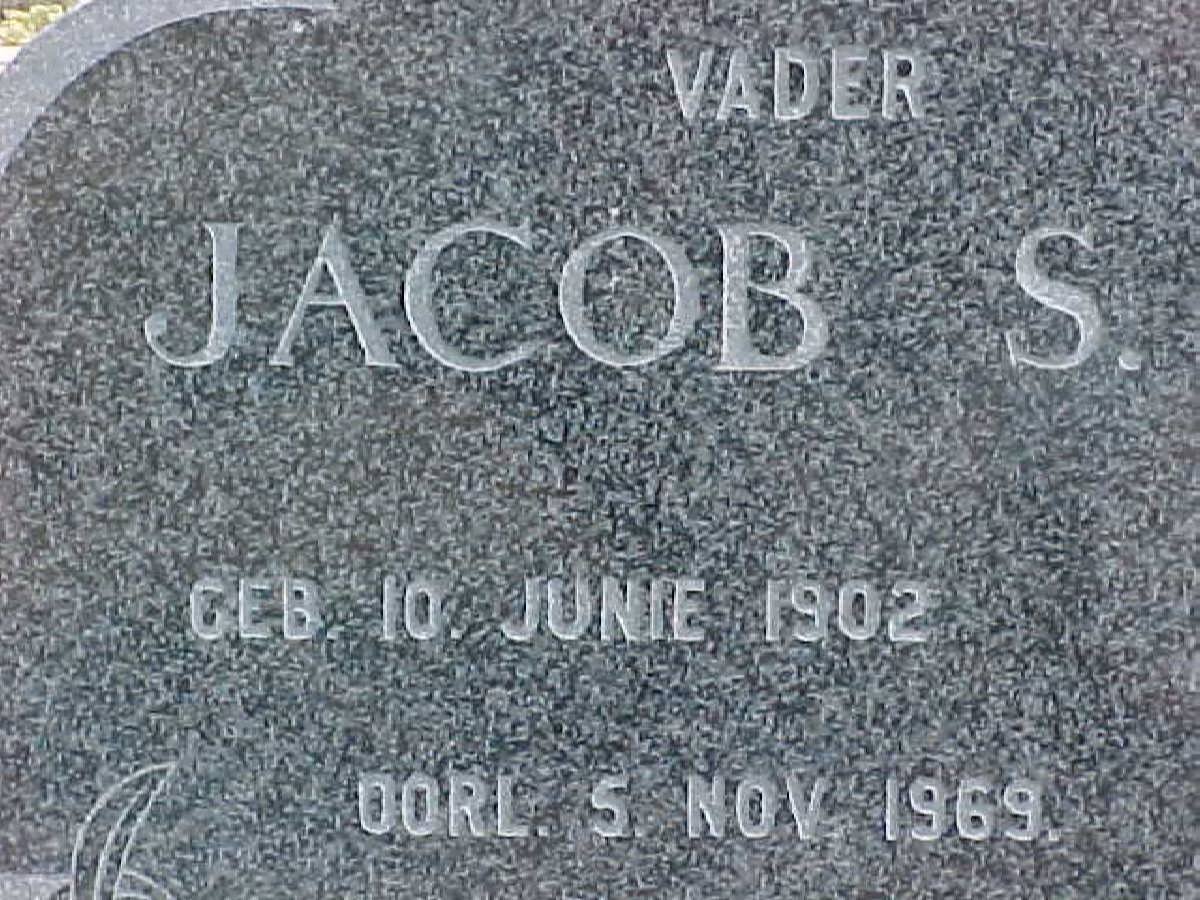 VADER
JACOB S.
GEB. 10. JUNIE 1902
OORL. 5. NOV. 1969.